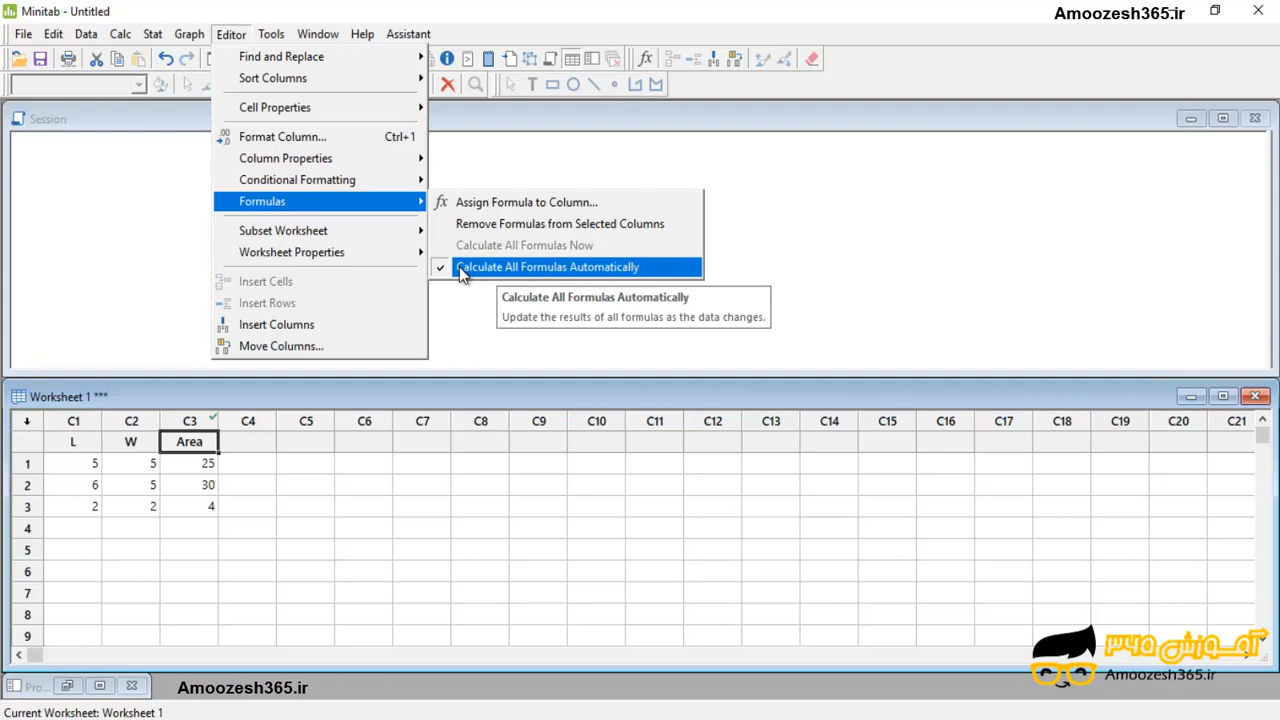 Minitab - Untitled
Amoozesh365.ir
File Edit Data Calc Stat Graph Editor Tools Window Help Assistant
Find and Replace
Sort Columns
Cell Properties
Format Column... Ctrl+1
Column Properties
Conditional Formatting
Formulas
Subset Worksheet
Worksheet Properties
Insert Cells
Insert Rows
Insert Columns
Move Columns...
fx Assign Formula to Column...
Remove Formulas from Selected Columns
Calculate All Formulas Now
Calculate All Formulas Automatically
Calculate All Formulas Automatically
Update the results of all formulas as the data changes.
Session
Worksheet 1 ***
C1 C2 C3 C4 C5 C6 C7 C8 C9 C10 C11 C12 C13 C14 C15 C16 C17 C18 C19 C20 C21
L W Area
1 5 5 25
2 6 5 30
3 2 2 4
4
5
6
7
8
9
آموزش ۳۶۵
Amoozesh365.ir
Pro...
Amoozesh365.ir
Current Worksheet: Worksheet 1